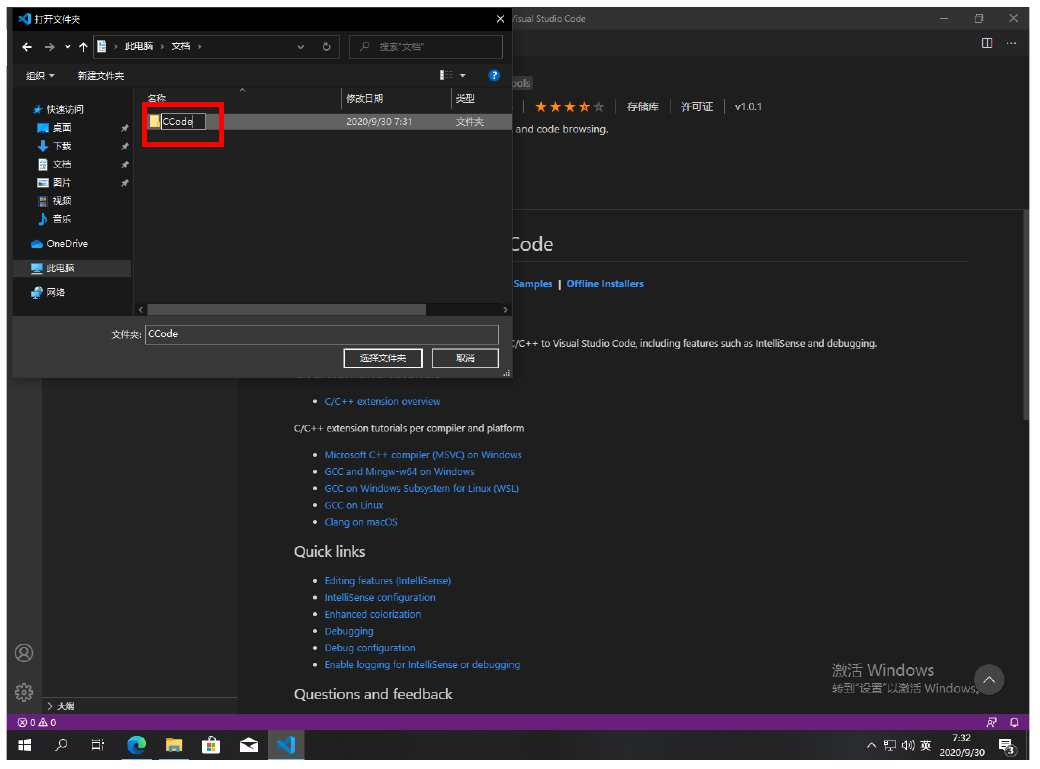 打开文件夹
Visual Studio Code
此电脑 › 文档 ›
搜索"文档"
组织
新建文件夹
名称
修改日期
类型
CCode
2020/9/30 7:31
文件夹
快速访问
桌面
下载
文档
图片
视频
音乐
OneDrive
此电脑
网络
文件夹:
CCode
选择文件夹
取消
ools
存储库
许可证
v1.0.1
and code browsing.
Code
Samples | Offline Installers
C/C++ to Visual Studio Code, including features such as IntelliSense and debugging.
C/C++ extension overview
C/C++ extension tutorials per compiler and platform
Microsoft C++ compiler (MSVC) on Windows
GCC and Mingw-w64 on Windows
GCC on Windows Subsystem for Linux (WSL)
GCC on Linux
Clang on macOS
Quick links
Editing features (IntelliSense)
IntelliSense configuration
Enhanced colorization
Debugging
Debug configuration
Enable logging for IntelliSense or debugging
Questions and feedback
激活 Windows
转到"设置"以激活 Windows。
大纲
0 0
英
7:32
2020/9/30
3